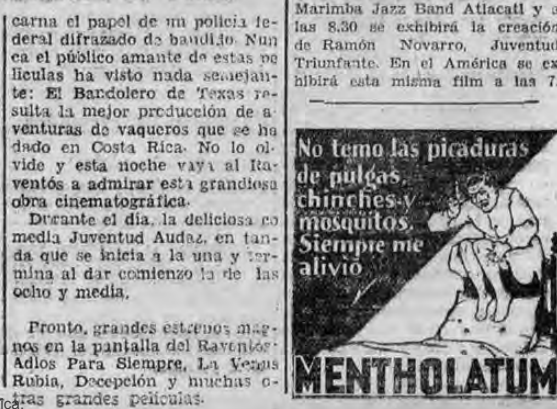 carna el papel de un policia fe-
deral difrazado de bandido. Nun
ca el público amante de estas pe
liculas ha visto nada semejan-
te: El Bandolero de Texas re-
sulta la mejor producción de a-
venturas de vaqueros que se ha
dado en Costa Rica. No lo ol-
vide y esta noche vaya al Ra-
ventós a admirar esta grandiosa
obra cinematográfica.
Durante el dia, la deliciosa co
media Juventud Audaz, en tan-
da que se inicia a la una y ter-
mina al dar comienzo la de las
ocho y media.
Pronto, grandes estrenos mag-
nos en la pantalla del Raventós
Adios Para Siempre, La Venus
Rubia, Decepción y muchas o-
tras grandes peliculas.
ica.
Marimba Jazz Band Atlacatl y a
las 8.30 se exhibirá la creación
de Ramón Novarro, Juventud
Triunfante. En el América se ex
hibirá esta misma film a las 7.
No temo las picaduras
de pulgas,
chinches y
mosquitos.
Siempre me
alivio
MENTHOLATUM